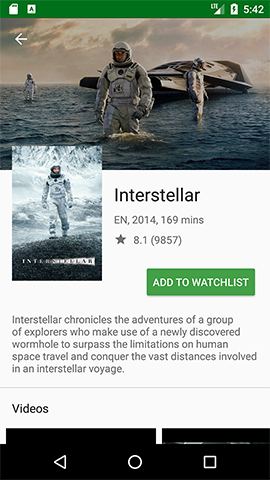 LTE 5:42
INTERSTELLAR
Interstellar
EN, 2014, 169 mins
8.1 (9857)
ADD TO WATCHLIST
Interstellar chronicles the adventures of a group
of explorers who make use of a newly discovered
wormhole to surpass the limitations on human
space travel and conquer the vast distances involved
in an interstellar voyage.
Videos